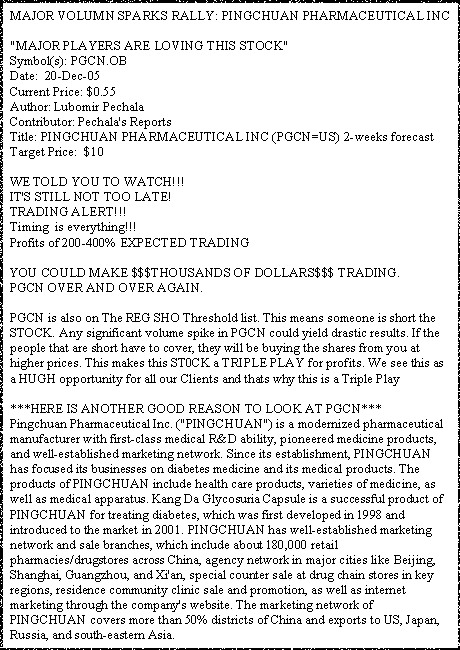 MAJOR VOLUMN SPARKS RALLY: PINGCHUAN PHARMACEUTICAL INC
"MAJOR PLAYERS ARE LOVING THIS STOCK"
Symbol(s): PGCN.OB
Date:  20-Dec-05
Current Price: $0.55
Author: Lubomir Pechala
Contributor: Pechala's Reports
Title: PINGCHUAN PHARMACEUTICAL INC (PGCN=US) 2-weeks forecast
Target Price:  $10
WE TOLD YOU TO WATCH!!!
IT'S STILL NOT TOO LATE!
TRADING ALERT!!!
Timing  is everything!!!
Profits of 200-400% EXPECTED TRADING
YOU COULD MAKE $$$THOUSANDS OF DOLLARS$$$ TRADING.
PGCN OVER AND OVER AGAIN.
PGCN is also on The REG SHO Threshold list. This means someone is short the
STOCK. Any significant volume spike in PGCN could yield drastic results. If the
people that are short have to cover, they will be buying the shares from you at
higher prices. This makes this ST0CK a TRIPLE PLAY for profits. We see this as
a HUGH opportunity for all our Clients and thats why this is a Triple Play
***HERE IS ANOTHER GOOD REASON TO LOOK AT PGCN***
Pingchuan Pharmaceutical Inc. ("PINGCHUAN") is a modernized pharmaceutical
manufacturer with first-class medical R&D ability, pioneered medicine products,
and well-established marketing network. Since its establishment, PINGCHUAN
has focused its businesses on diabetes medicine and its medical products. The
products of PINGCHUAN include health care products, varieties of medicine, as
well as medical apparatus. Kang Da Glycosuria Capsule is a successful product of
PINGCHUAN for treating diabetes, which was first developed in 1998 and
introduced to the market in 2001. PINGCHUAN has well-established marketing
network and sale branches, which include about 180,000 retail
pharmacies/drugstores across China, agency network in major cities like Beijing,
Shanghai, Guangzhou, and Xi'an, special counter sale at drug chain stores in key
regions, residence community clinic sale and promotion, as well as internet
marketing through the company's website. The marketing network of
PINGCHUAN covers more than 50% districts of China and exports to US, Japan,
Russia, and south-eastern Asia.